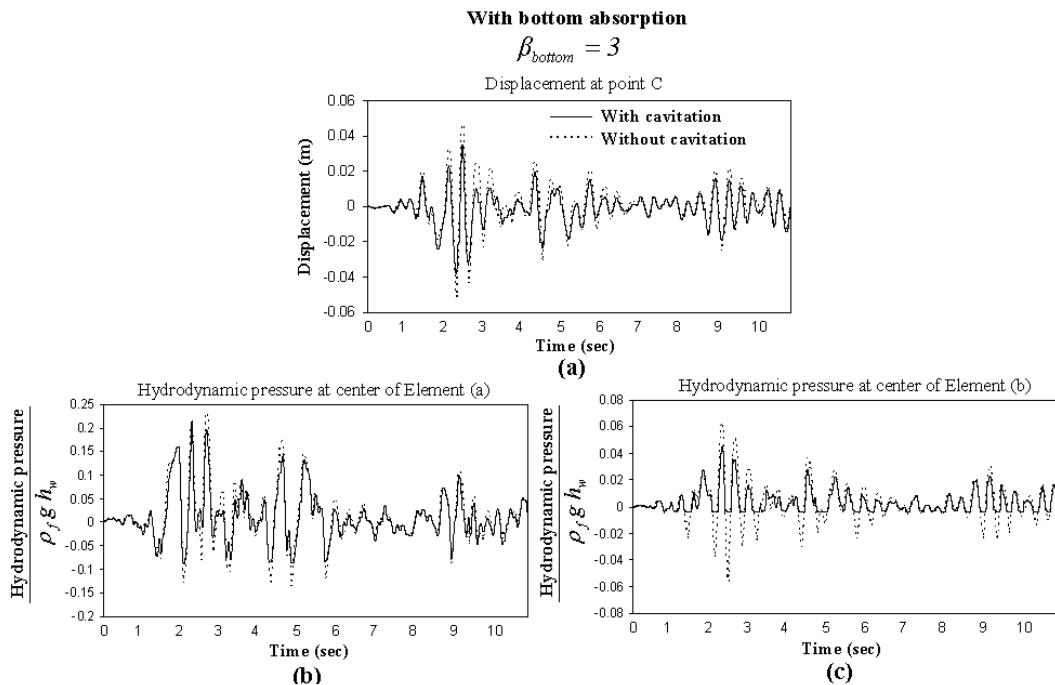 With bottom absorption
βbottom = 3
Displacement at point C
With cavitation
Without cavitation
Displacement (m)
0.06
0.04
0.02
0
-0.02
-0.04
-0.06
0 1 2 3 4 5 6 7 8 9 10
Time (sec)
(a)
Hydrodynamic pressure at center of Element (a)
Hydrodynamic pressure
ρf g hw
0.25
0.2
0.15
0.1
0.05
0
-0.05
-0.1
-0.15
-0.2
0 1 2 3 4 5 6 7 8 9 10
Time (sec)
(b)
Hydrodynamic pressure at center of Element (b)
Hydrodynamic pressure
ρf g hw
0.08
0.06
0.04
0.02
0
-0.02
-0.04
-0.06
-0.08
0 1 2 3 4 5 6 7 8 9 10
Time (sec)
(c)